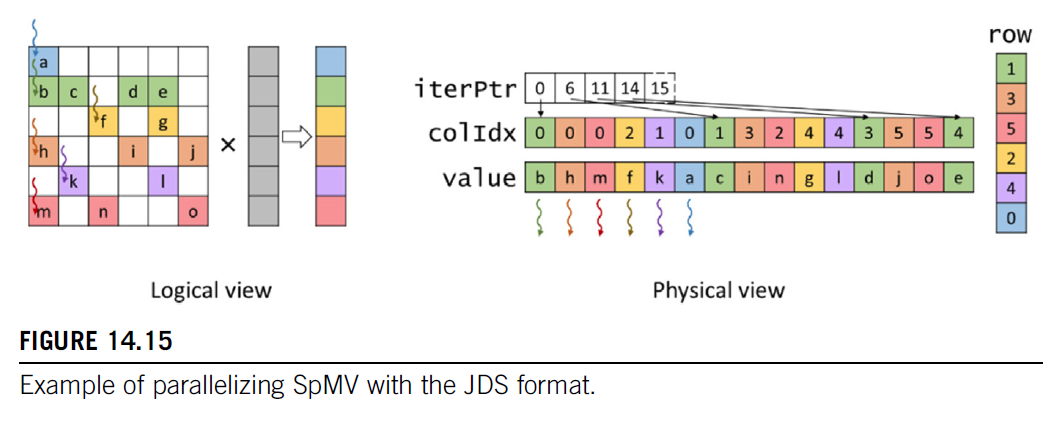 row
a
b c d e
f g
h i j
k l
m n o
×
iterPtr 0 6 11 14 15
colIdx 0 0 0 2 1 0 1 3 2 4 4 3 5 5 4
value b h m f k a c i n g l d j o e
1
3
5
2
4
0
Logical view
Physical view
FIGURE 14.15
Example of parallelizing SpMV with the JDS format.